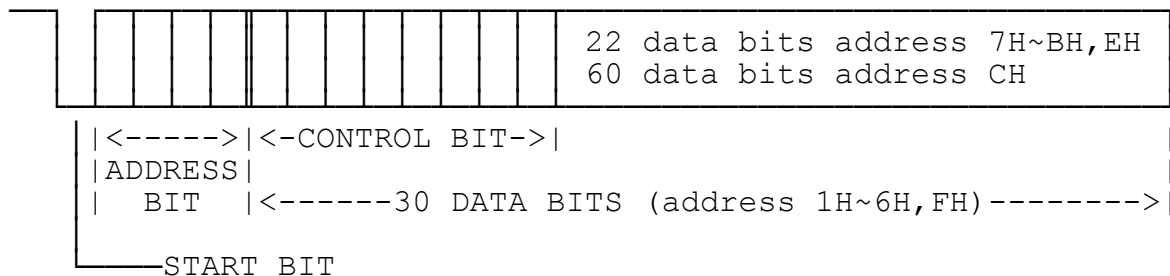 22 data bits address 7H~BH,EH
60 data bits address CH
|<----->|<-CONTROL BIT->|
|ADDRESS|
| BIT |<------30 DATA BITS (address 1H~6H,FH)-------->|
START BIT